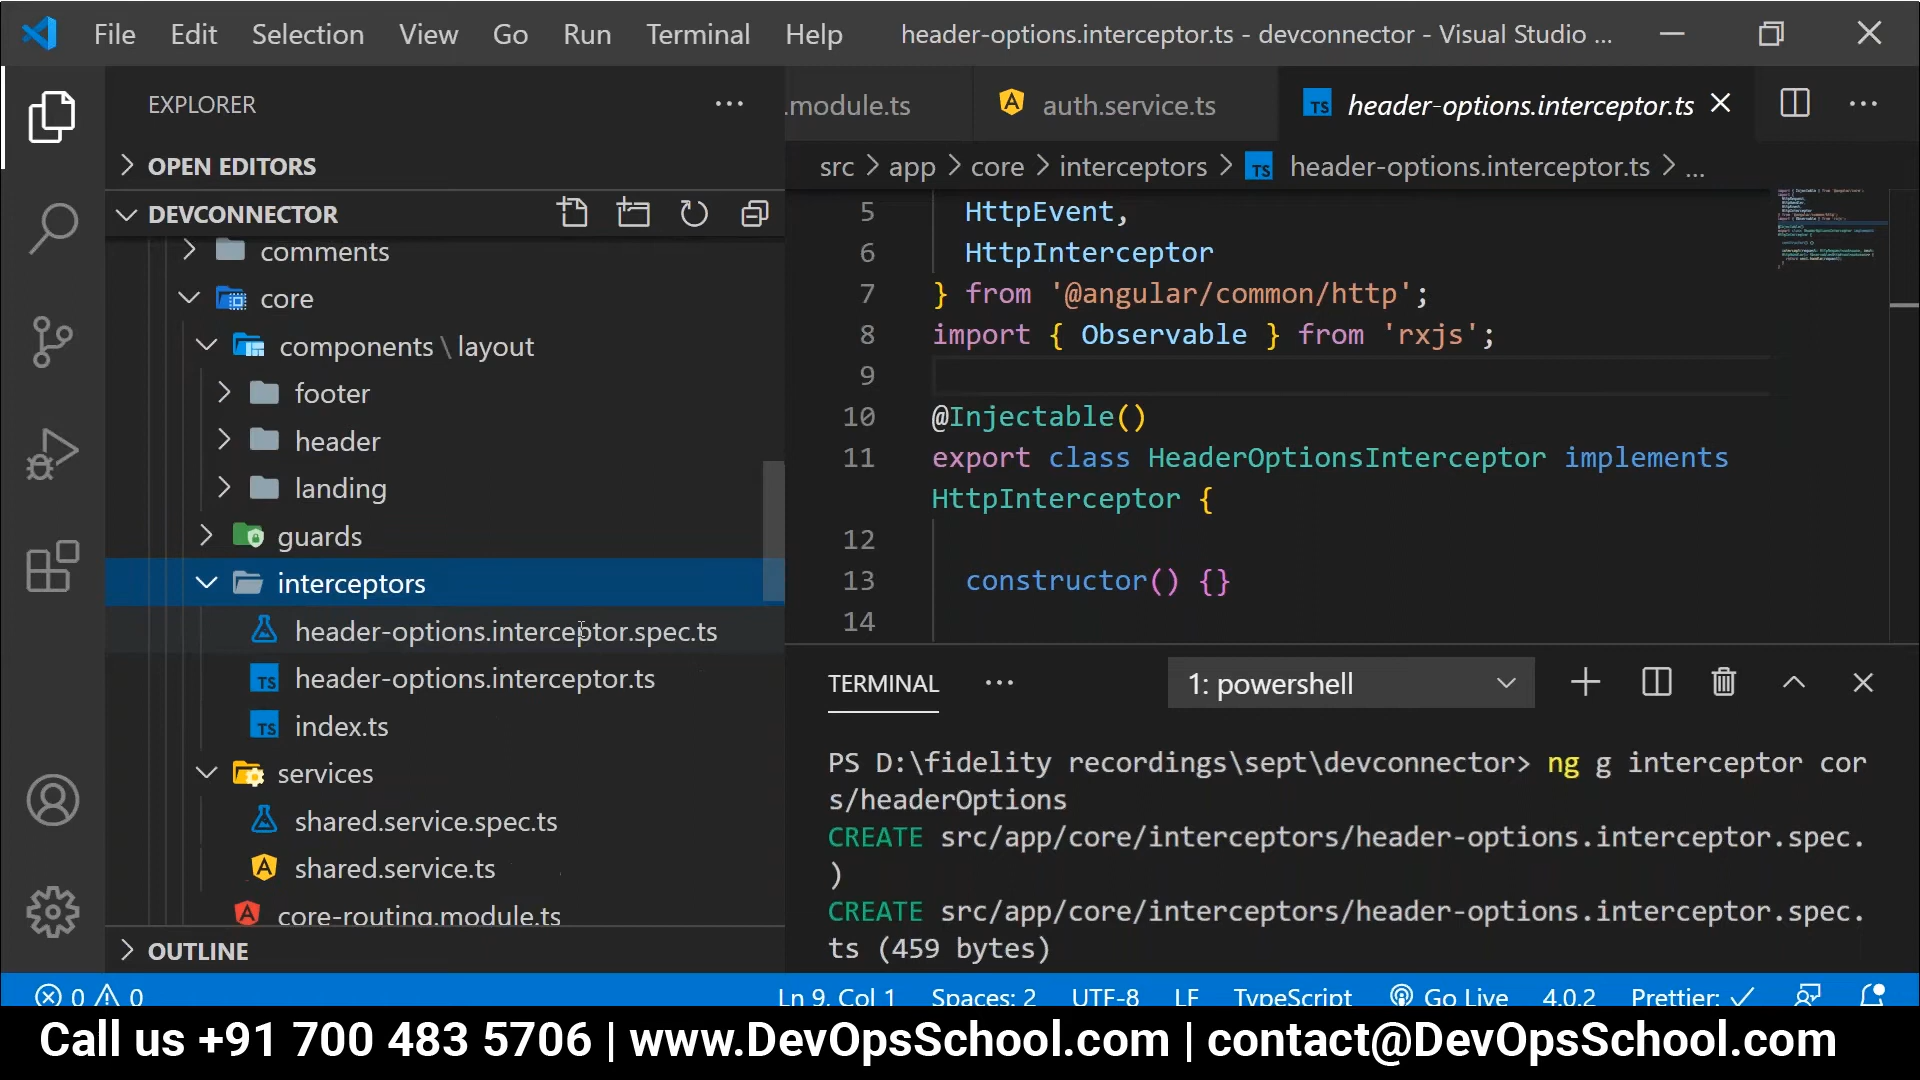 File Edit Selection View Go Run Terminal Help header-options.interceptor.ts - devconnector - Visual Studio ...
EXPLORER
.module.ts auth.service.ts header-options.interceptor.ts
OPEN EDITORS
src > app > core > interceptors > header-options.interceptor.ts > ...
DEVCONNECTOR
comments
core
components \ layout
footer
header
landing
guards
interceptors
header-options.interceptor.spec.ts
header-options.interceptor.ts
index.ts
services
shared.service.spec.ts
shared.service.ts
core-routing.module.ts
OUTLINE
5 HttpEvent,
6 HttpInterceptor
7 } from '@angular/common/http';
8 import { Observable } from 'rxjs';
9
10 @Injectable()
11 export class HeaderOptionsInterceptor implements
HttpInterceptor {
12
13 constructor() {}
14
TERMINAL 1: powershell
PS D:\fidelity recordings\sept\devconnector> ng g interceptor cor
s/headerOptions
CREATE src/app/core/interceptors/header-options.interceptor.spec.
)
CREATE src/app/core/interceptors/header-options.interceptor.spec.
ts (459 bytes)
0 0 Ln 9, Col 1 Spaces: 2 UTF-8 LF TypeScript Go Live 4.0.2 Prettier: ✓
Call us +91 700 483 5706 | www.DevOpsSchool.com | contact@DevOpsSchool.com